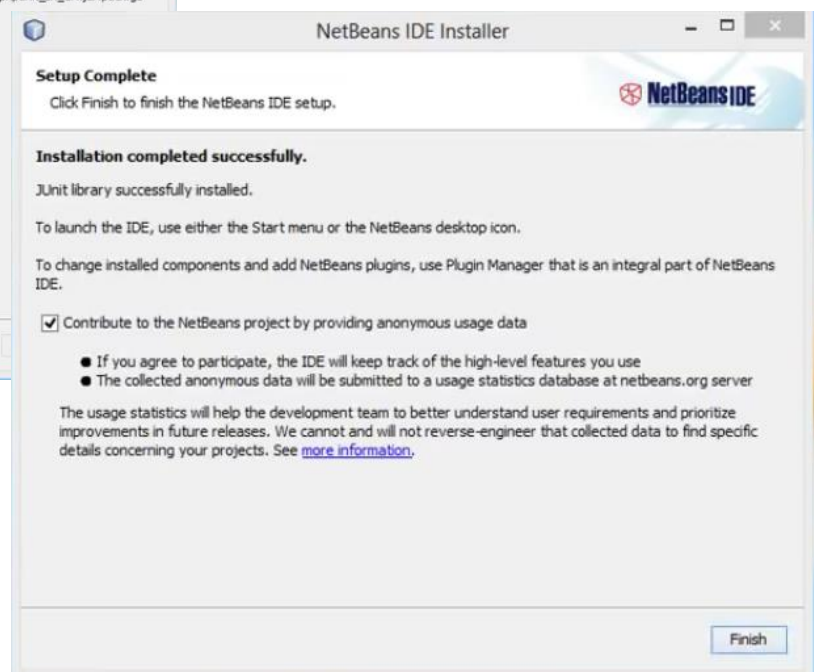 NetBeans IDE Installer
Setup Complete
Click Finish to finish the NetBeans IDE setup.
NetBeans IDE
Installation completed successfully.
JUnit library successfully installed.
To launch the IDE, use either the Start menu or the NetBeans desktop icon.
To change installed components and add NetBeans plugins, use Plugin Manager that is an integral part of NetBeans
IDE.
Contribute to the NetBeans project by providing anonymous usage data
● If you agree to participate, the IDE will keep track of the high-level features you use
● The collected anonymous data will be submitted to a usage statistics database at netbeans.org server
The usage statistics will help the development team to better understand user requirements and prioritize
improvements in future releases. We cannot and will not reverse-engineer that collected data to find specific
details concerning your projects. See more information.
Finish